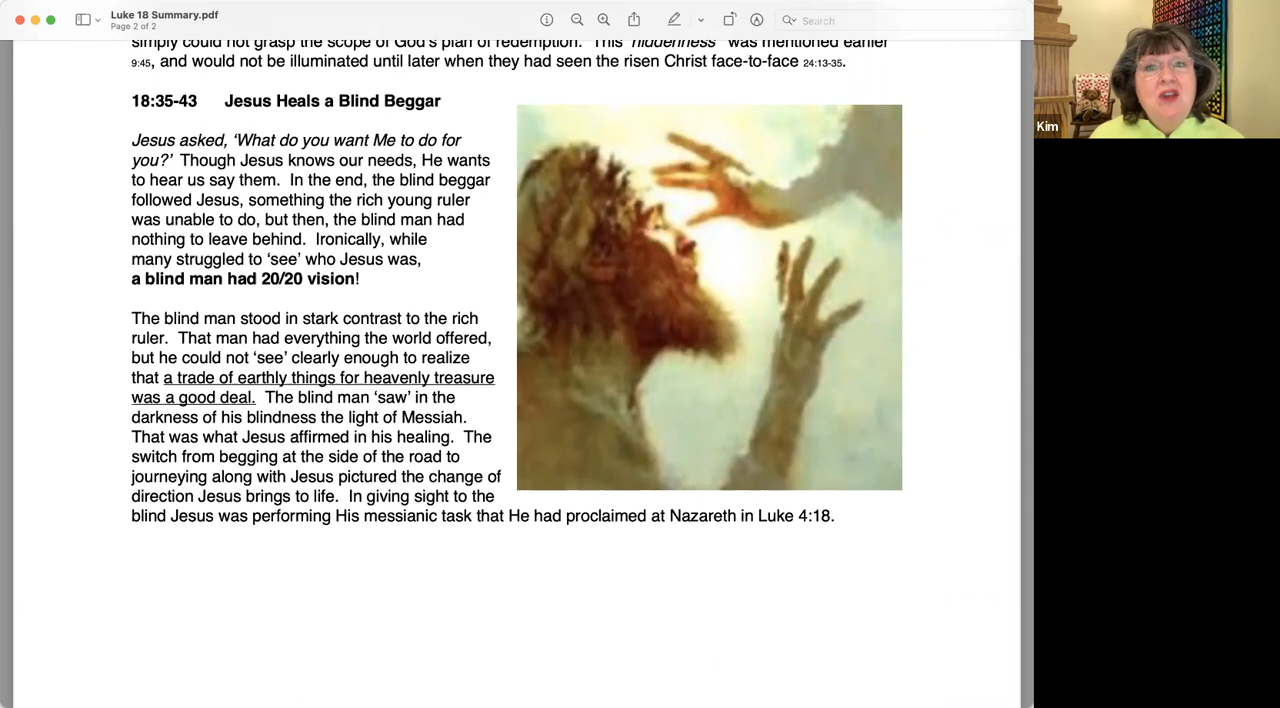 Luke 18 Summary.pdf
Page 2 of 2
Search
simply could not grasp the scope of God's plan of redemption. This "hiddenness" was mentioned earlier
9:45, and would not be illuminated until later when they had seen the risen Christ face-to-face 24:13-35.
18:35-43 Jesus Heals a Blind Beggar
Jesus asked, 'What do you want Me to do for
you?' Though Jesus knows our needs, He wants
to hear us say them. In the end, the blind beggar
followed Jesus, something the rich young ruler
was unable to do, but then, the blind man had
nothing to leave behind. Ironically, while
many struggled to 'see' who Jesus was,
a blind man had 20/20 vision!
The blind man stood in stark contrast to the rich
ruler. That man had everything the world offered,
but he could not 'see' clearly enough to realize
that a trade of earthly things for heavenly treasure
was a good deal. The blind man 'saw' in the
darkness of his blindness the light of Messiah.
That was what Jesus affirmed in his healing. The
switch from begging at the side of the road to
journeying along with Jesus pictured the change of
direction Jesus brings to life. In giving sight to the
blind Jesus was performing His messianic task that He had proclaimed at Nazareth in Luke 4:18.
Kim